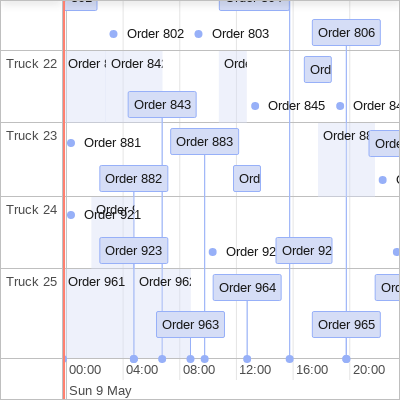 Order 802 Order 803 Order 806
Truck 22 Order 842
Order 843 Order 845
Truck 23 Order 881 Order 883
Order 882
Truck 24 Order 921
Order 923
Truck 25 Order 961 Order 964
Order 963 Order 965
00:00 04:00 08:00 12:00 16:00 20:00
Sun 9 May